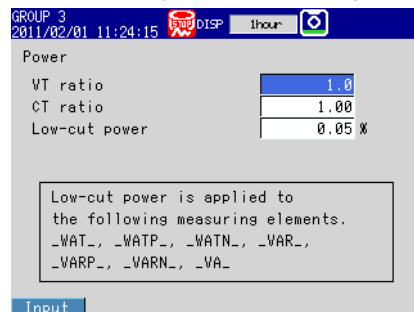 GROUP 3
2011/02/01 11:24:15 STOP DISP 1hour
Power
VT ratio 1.0
CT ratio 1.00
Low-cut power 0.05 %
Low-cut power is applied to
the following measuring elements.
_WAT_, _WATP_, _WATN_, _VAR_,
_VARP_, _VARN_, _VA_
Input